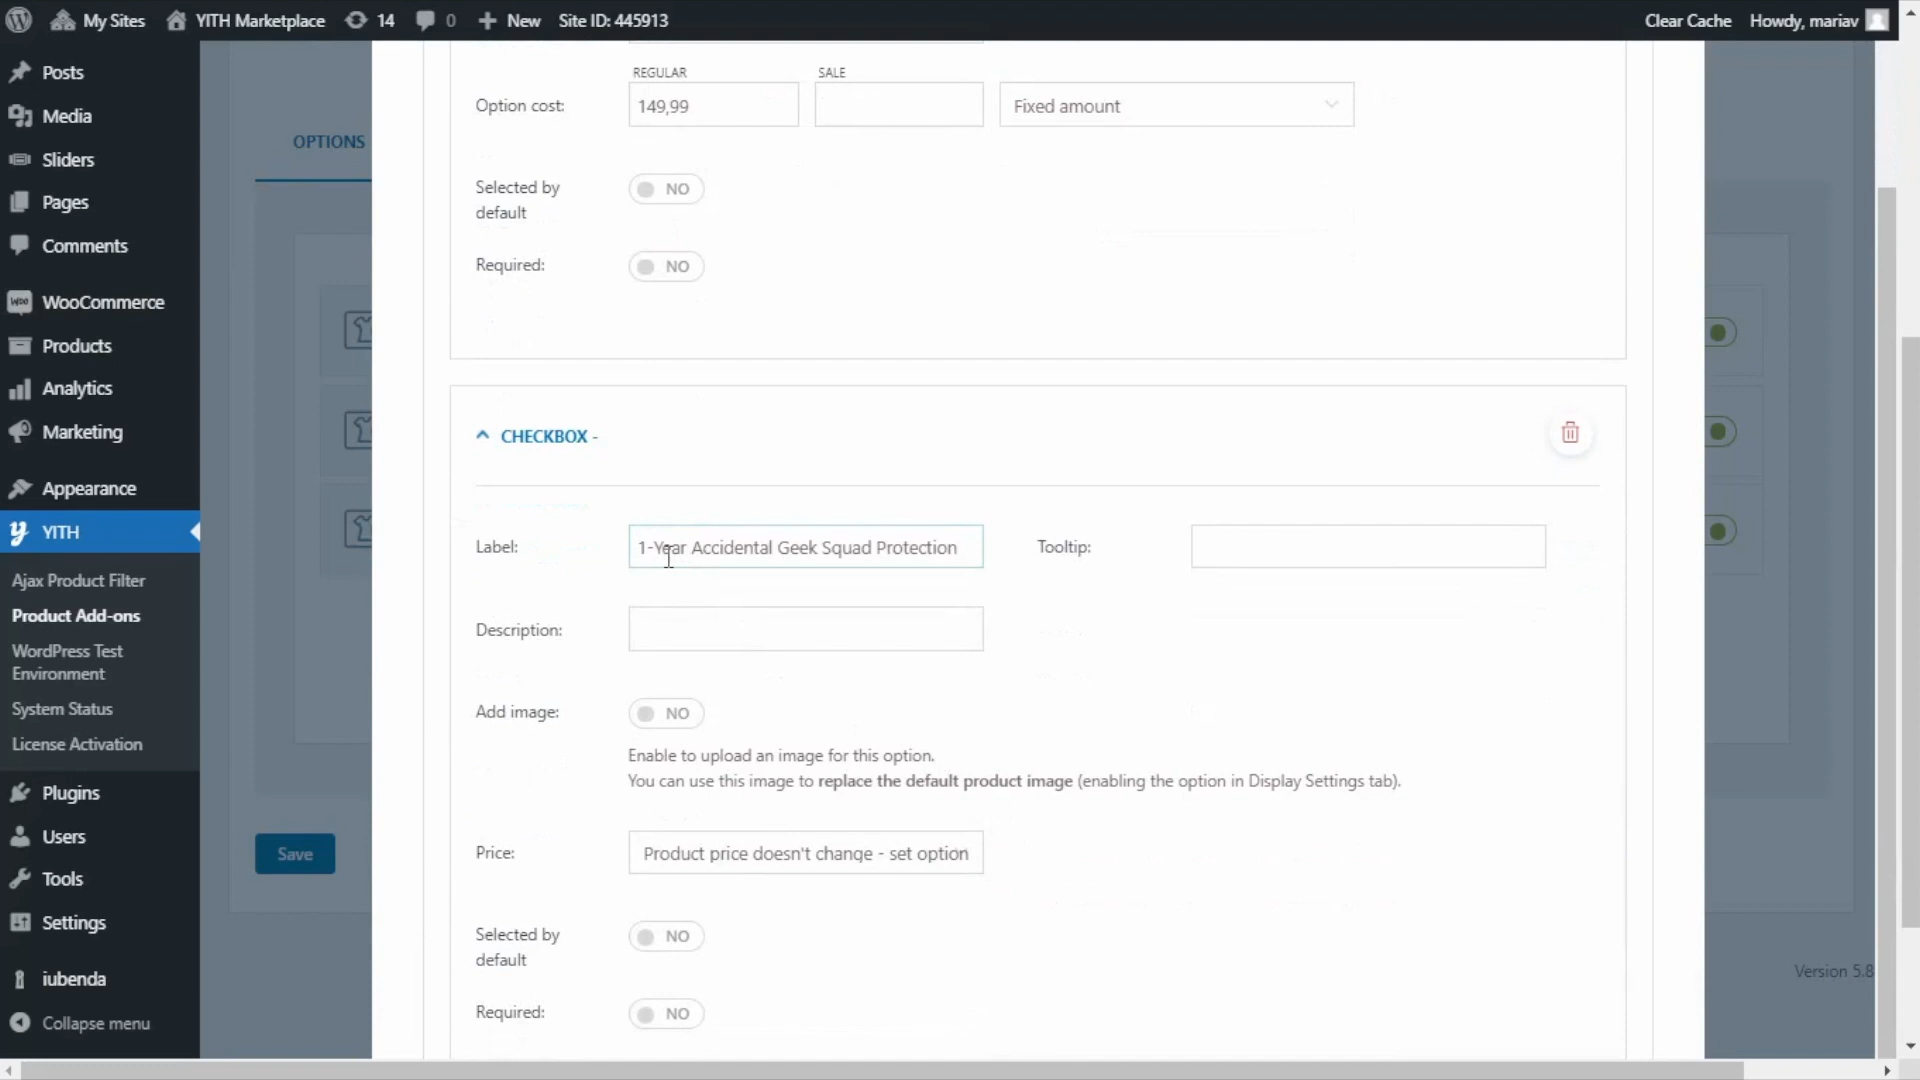 My Sites
YITH Marketplace
14
0
New
Site ID: 445913
Clear Cache
Howdy, mariav
Posts
Media
Sliders
Pages
Comments
WooCommerce
Products
Analytics
Marketing
Appearance
YITH
Ajax Product Filter
Product Add-ons
WordPress Test
Environment
System Status
License Activation
Plugins
Users
Tools
Settings
iubenda
Collapse menu
OPTIONS
Save
REGULAR
SALE
Option cost:
149,99
Fixed amount
Selected by
default
NO
Required:
NO
CHECKBOX -
Label:
1-Year Accidental Geek Squad Protection
Tooltip:
Description:
Add image:
NO
Enable to upload an image for this option.
You can use this image to replace the default product image (enabling the option in Display Settings tab).
Price:
Product price doesn't change - set option
Selected by
default
NO
Required:
NO
Version 5.8